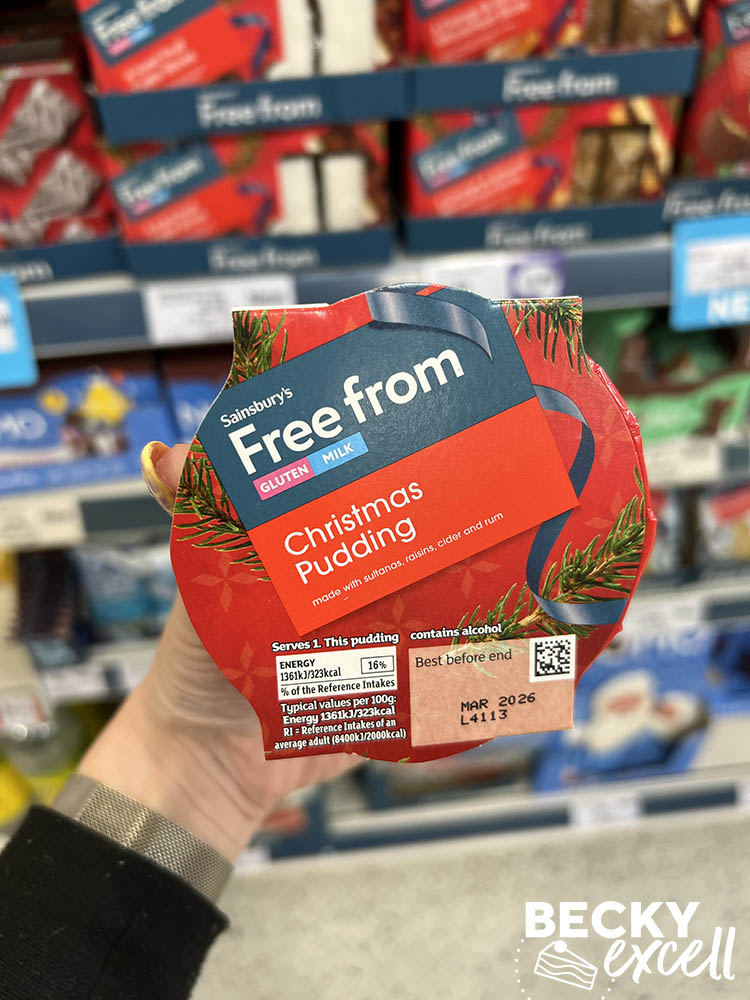 Free from
Free from
Free from
Free from
Free from
Free from
Free from
NE
Sainsbury's
Free from
GLUTEN MILK
Christmas
Pudding
made with sultanas, raisins, cider and rum
Serves 1. This pudding contains alcohol
ENERGY
1361kJ/323kcal 16%
% of the Reference Intakes
Typical values per 100g:
Energy 1361kJ/323kcal
RI = Reference Intakes of an
average adult (8400kJ/2000kcal)
Best before end
MAR 2026
L4113
BECKY
excell